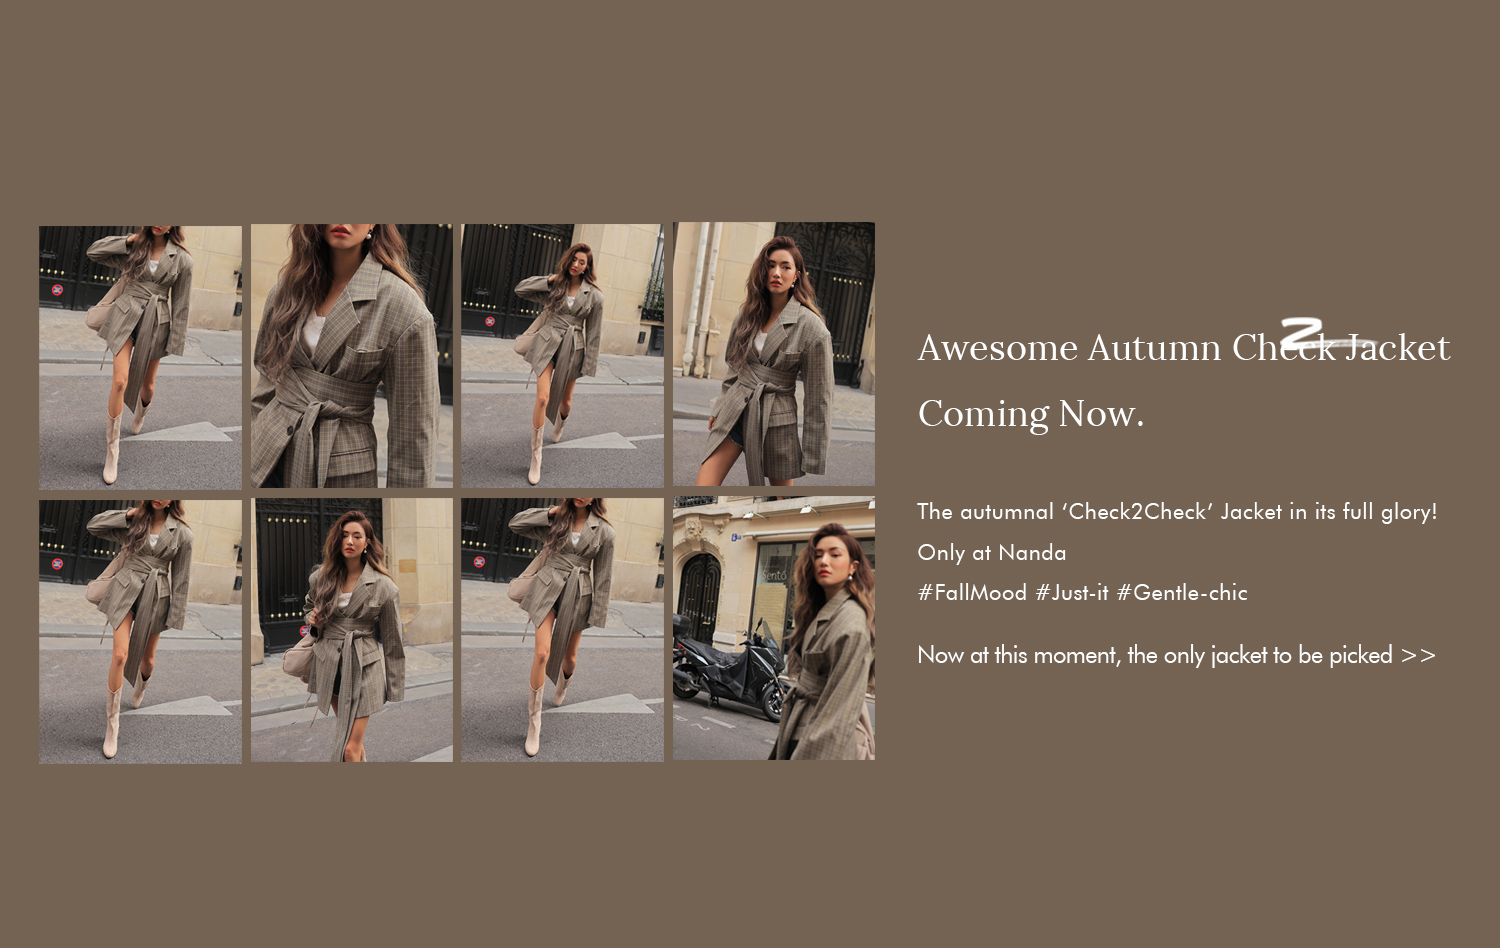 Awesome Autumn Check Jacket
2
Coming Now.
The autumnal ‘Check2Check’ Jacket in its full glory!
Only at Nanda
#FallMood #Just-it #Gentle-chic
Now at this moment, the only jacket to be picked >>